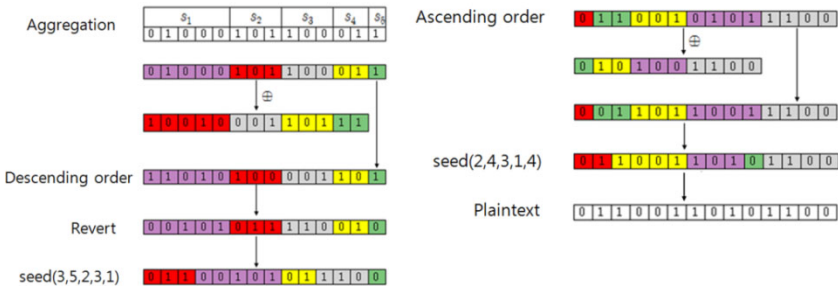 s₁ s₂ s₃ s₄ s₅
Aggregation 0 1 0 0 0 1 0 1 1 0 0 0 1 1
0 1 0 0 0 1 0 1 1 0 0 0 1 1
⊕
1 0 0 1 0 0 0 1 1 0 1 1 1
Descending order 1 1 0 1 0 1 0 0 0 0 1 1 0 1
Revert 0 0 1 0 1 0 1 1 1 1 0 0 1 0
seed(3,5,2,3,1) 0 1 1 0 0 1 0 1 0 1 1 1 0 0
Ascending order 0 1 1 0 0 1 0 1 0 1 1 1 0 0
⊕
0 1 0 1 0 0 1 1 0 0
0 0 1 1 0 1 1 0 0 1 1 1 0 0
seed(2,4,3,1,4) 0 1 1 0 0 1 1 0 1 0 1 1 0 0
Plaintext 0 1 1 0 0 1 1 0 1 0 1 1 0 0